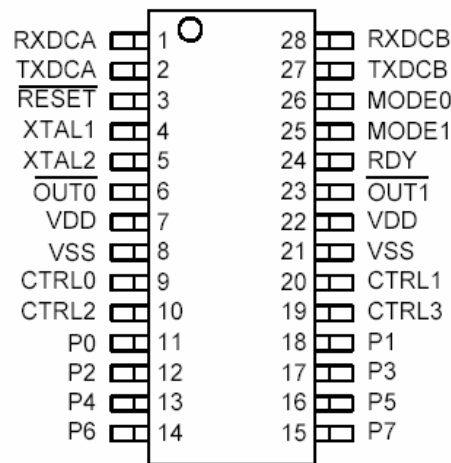 RXDCA 1 28 RXDCB
TXDCA 2 27 TXDCB
RESET 3 26 MODE0
XTAL1 4 25 MODE1
XTAL2 5 24 RDY
OUT0 6 23 OUT1
VDD 7 22 VDD
VSS 8 21 VSS
CTRL0 9 20 CTRL1
CTRL2 10 19 CTRL3
P0 11 18 P1
P2 12 17 P3
P4 13 16 P5
P6 14 15 P7